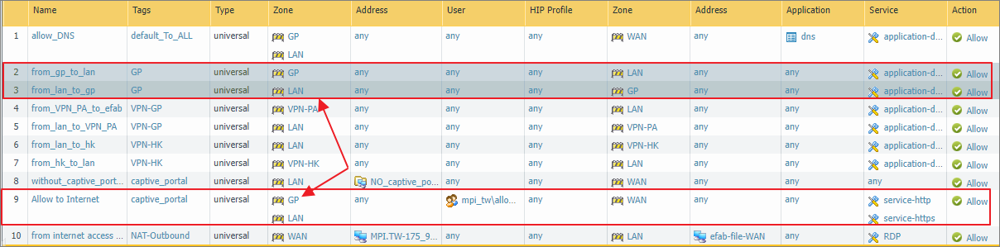 Name Tags Type Zone Address User HIP Profile Zone Address Application Service Action
1 allow_DNS default_To_ALL universal GP any any any WAN any dns application-d... Allow
LAN
2 from_gp_to_lan GP universal GP any any any LAN any any application-d... Allow
3 from_lan_to_gp GP universal LAN any any any GP any any application-d... Allow
4 from_VPN_PA_to_efab VPN-GP universal VPN-PA any any any LAN any any application-d... Allow
5 from_lan_to_VPN_PA VPN-GP universal LAN any any any VPN-PA any any application-d... Allow
6 from_lan_to_hk VPN-HK universal LAN any any any VPN-HK any any application-d... Allow
7 from_hk_to_lan VPN-HK universal VPN-HK any any any LAN any any application-d... Allow
8 without_captive_port... captive_portal universal LAN NO_captive_po... any any WAN any any any Allow
9 Allow to Internet captive_portal universal GP any mpi_tw\allo... any WAN any any service-http Allow
LAN service-https
10 from internet access ... NAT-Outbound universal WAN MPI.TW-175_9... any any LAN efab-file-WAN any RDP Allow